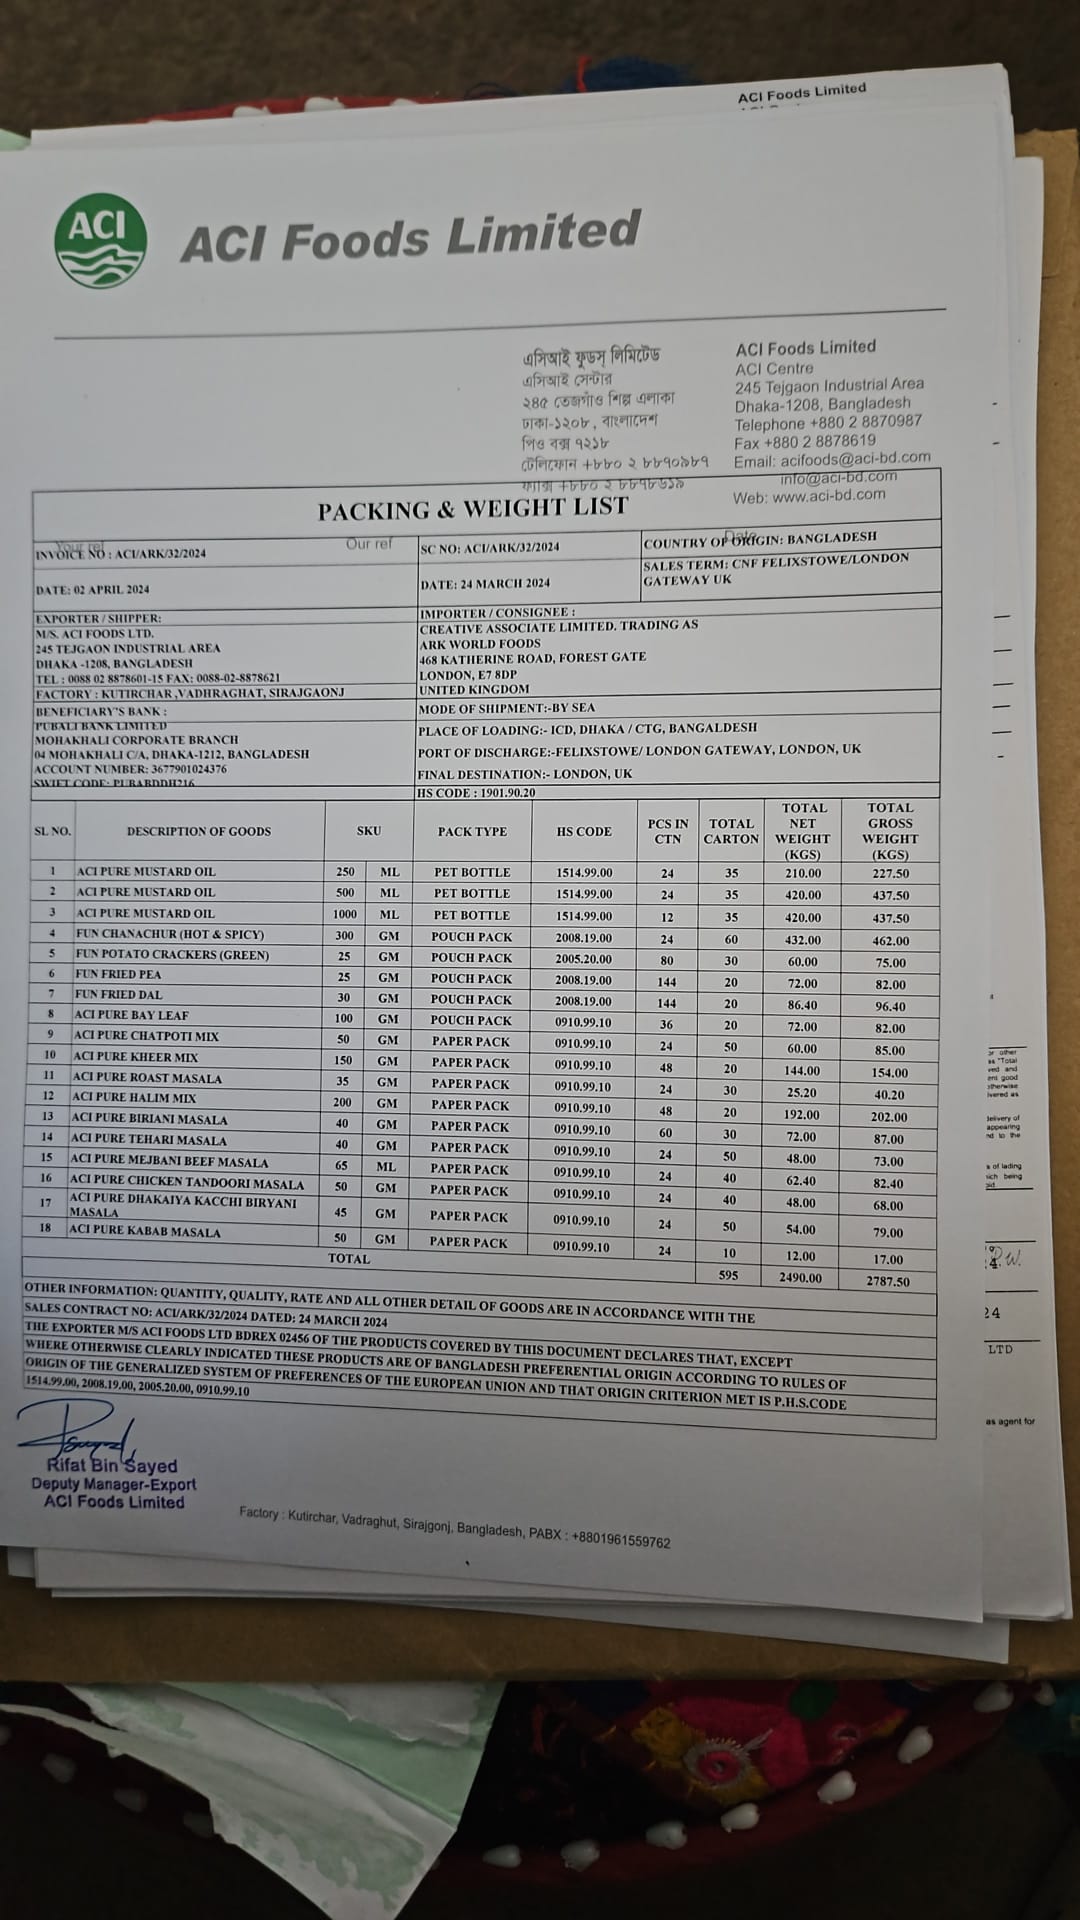 ACI Foods Limited
ACI
ACI Foods Limited
এসিআই ফুডস্ লিমিটেড
এসিআই সেন্টার
২৪৫ তেজগাঁও শিল্প এলাকা
ঢাকা-১২০৮, বাংলাদেশ
পিও বক্স ৭২১৮
টেলিফোন +৮৮০ ২ ৮৮৭০৯৮৭
ফ্যাক্স +৮৮০ ২ ৮৮৭৮৬১৯
ACI Foods Limited
ACI Centre
245 Tejgaon Industrial Area
Dhaka-1208, Bangladesh
Telephone +880 2 8870987
Fax +880 2 8878619
Email: acifoods@aci-bd.com
info@aci-bd.com
Web: www.aci-bd.com
PACKING & WEIGHT LIST
Your ref Our ref Date
INVOICE NO : ACI/ARK/32/2024
DATE: 02 APRIL 2024
SC NO: ACI/ARK/32/2024
DATE: 24 MARCH 2024
COUNTRY OF ORIGIN: BANGLADESH
SALES TERM: CNF FELIXSTOWE/LONDON
GATEWAY UK
EXPORTER / SHIPPER:
M/S. ACI FOODS LTD.
245 TEJGAON INDUSTRIAL AREA
DHAKA -1208, BANGLADESH
TEL : 0088 02 8878601-15 FAX: 0088-02-8878621
FACTORY : KUTIRCHAR ,VADHRAGHAT, SIRAJGAONJ
IMPORTER / CONSIGNEE :
CREATIVE ASSOCIATE LIMITED. TRADING AS
ARK WORLD FOODS
468 KATHERINE ROAD, FOREST GATE
LONDON, E7 8DP
UNITED KINGDOM
BENEFICIARY'S BANK :
PUBALI BANK LIMITED
MOHAKHALI CORPORATE BRANCH
04 MOHAKHALI C/A, DHAKA-1212, BANGLADESH
ACCOUNT NUMBER: 3677901024376
SWIFT CODE: PUBABDDH216
MODE OF SHIPMENT:-BY SEA
PLACE OF LOADING:- ICD, DHAKA / CTG, BANGALDESH
PORT OF DISCHARGE:-FELIXSTOWE/ LONDON GATEWAY, LONDON, UK
FINAL DESTINATION:- LONDON, UK
HS CODE : 1901.90.20
SL NO. DESCRIPTION OF GOODS SKU PACK TYPE HS CODE PCS IN CTN TOTAL CARTON TOTAL NET WEIGHT (KGS) TOTAL GROSS WEIGHT (KGS)
1 ACI PURE MUSTARD OIL 250 ML PET BOTTLE 1514.99.00 24 35 210.00 227.50
2 ACI PURE MUSTARD OIL 500 ML PET BOTTLE 1514.99.00 24 35 420.00 437.50
3 ACI PURE MUSTARD OIL 1000 ML PET BOTTLE 1514.99.00 12 35 420.00 437.50
4 FUN CHANACHUR (HOT & SPICY) 300 GM POUCH PACK 2008.19.00 24 60 432.00 462.00
5 FUN POTATO CRACKERS (GREEN) 25 GM POUCH PACK 2005.20.00 80 30 60.00 75.00
6 FUN FRIED PEA 25 GM POUCH PACK 2008.19.00 144 20 72.00 82.00
7 FUN FRIED DAL 30 GM POUCH PACK 2008.19.00 144 20 86.40 96.40
8 ACI PURE BAY LEAF 100 GM POUCH PACK 0910.99.10 36 20 72.00 82.00
9 ACI PURE CHATPOTI MIX 50 GM PAPER PACK 0910.99.10 24 50 60.00 85.00
10 ACI PURE KHEER MIX 150 GM PAPER PACK 0910.99.10 48 20 144.00 154.00
11 ACI PURE ROAST MASALA 35 GM PAPER PACK 0910.99.10 24 30 25.20 40.20
12 ACI PURE HALIM MIX 200 GM PAPER PACK 0910.99.10 48 20 192.00 202.00
13 ACI PURE BIRIANI MASALA 40 GM PAPER PACK 0910.99.10 60 30 72.00 87.00
14 ACI PURE TEHARI MASALA 40 GM PAPER PACK 0910.99.10 24 50 48.00 73.00
15 ACI PURE MEJBANI BEEF MASALA 65 ML PAPER PACK 0910.99.10 24 40 62.40 82.40
16 ACI PURE CHICKEN TANDOORI MASALA 50 GM PAPER PACK 0910.99.10 24 40 48.00 68.00
17 ACI PURE DHAKAIYA KACCHI BIRYANI MASALA 45 GM PAPER PACK 0910.99.10 24 50 54.00 79.00
18 ACI PURE KABAB MASALA 50 GM PAPER PACK 0910.99.10 24 10 12.00 17.00
TOTAL 595 2490.00 2787.50
OTHER INFORMATION: QUANTITY, QUALITY, RATE AND ALL OTHER DETAIL OF GOODS ARE IN ACCORDANCE WITH THE
SALES CONTRACT NO: ACI/ARK/32/2024 DATED: 24 MARCH 2024
THE EXPORTER M/S ACI FOODS LTD BDREX 02456 OF THE PRODUCTS COVERED BY THIS DOCUMENT DECLARES THAT, EXCEPT
WHERE OTHERWISE CLEARLY INDICATED THESE PRODUCTS ARE OF BANGLADESH PREFERENTIAL ORIGIN ACCORDING TO RULES OF
ORIGIN OF THE GENERALIZED SYSTEM OF PREFERENCES OF THE EUROPEAN UNION AND THAT ORIGIN CRITERION MET IS P.H.S.CODE
1514.99.00, 2008.19.00, 2005.20.00, 0910.99.10
Rifat Bin Sayed
Deputy Manager-Export
ACI Foods Limited
Factory : Kutirchar, Vadraghut, Sirajgonj, Bangladesh, PABX : +8801961559762
or other
as "Total
ved and
ent good
otherwise
livered as
delivery of
appearing
nd to the
s of lading
hich being
24
LTD
as agent for